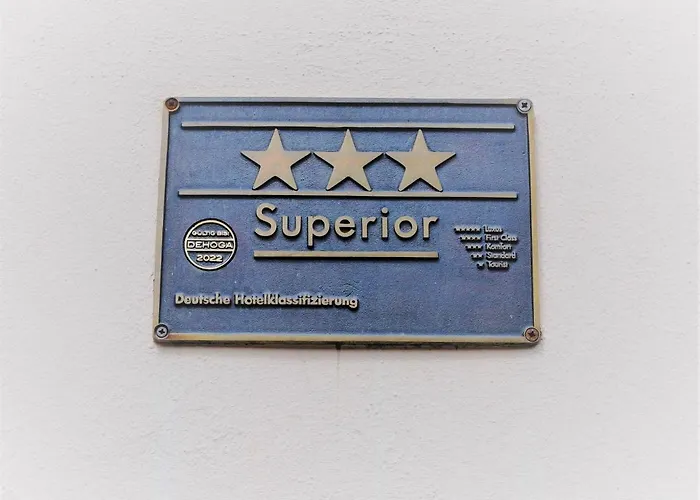 Superior
GÜLTIG BIS:
DEHOGA
2022
***** Luxus
**** First Class
*** Komfort
** Standard
* Tourist
Deutsche Hotelklassifizierung